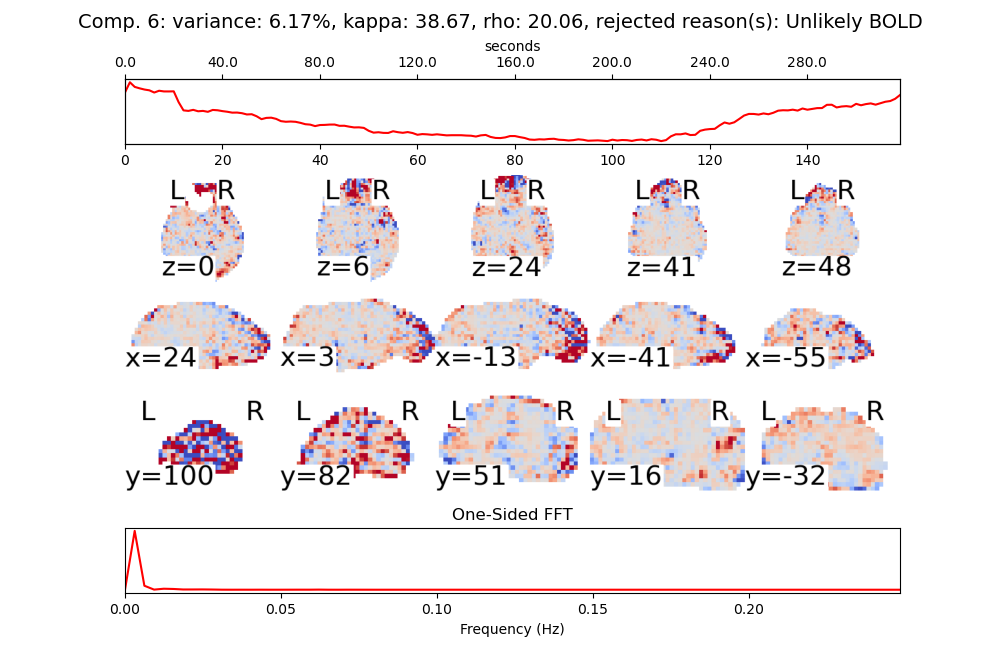 Comp. 6: variance: 6.17%, kappa: 38.67, rho: 20.06, rejected reason(s): Unlikely BOLD
seconds
0.0 40.0 80.0 120.0 160.0 200.0 240.0 280.0
0 20 40 60 80 100 120 140
L R L R L R L R L R
z=0 z=6 z=24 z=41 z=48
x=24 x=3 x=-13 x=-41 x=-55
L R L R L R L R L R
y=100 y=82 y=51 y=16 y=-32
One-Sided FFT
0.00 0.05 0.10 0.15 0.20
Frequency (Hz)